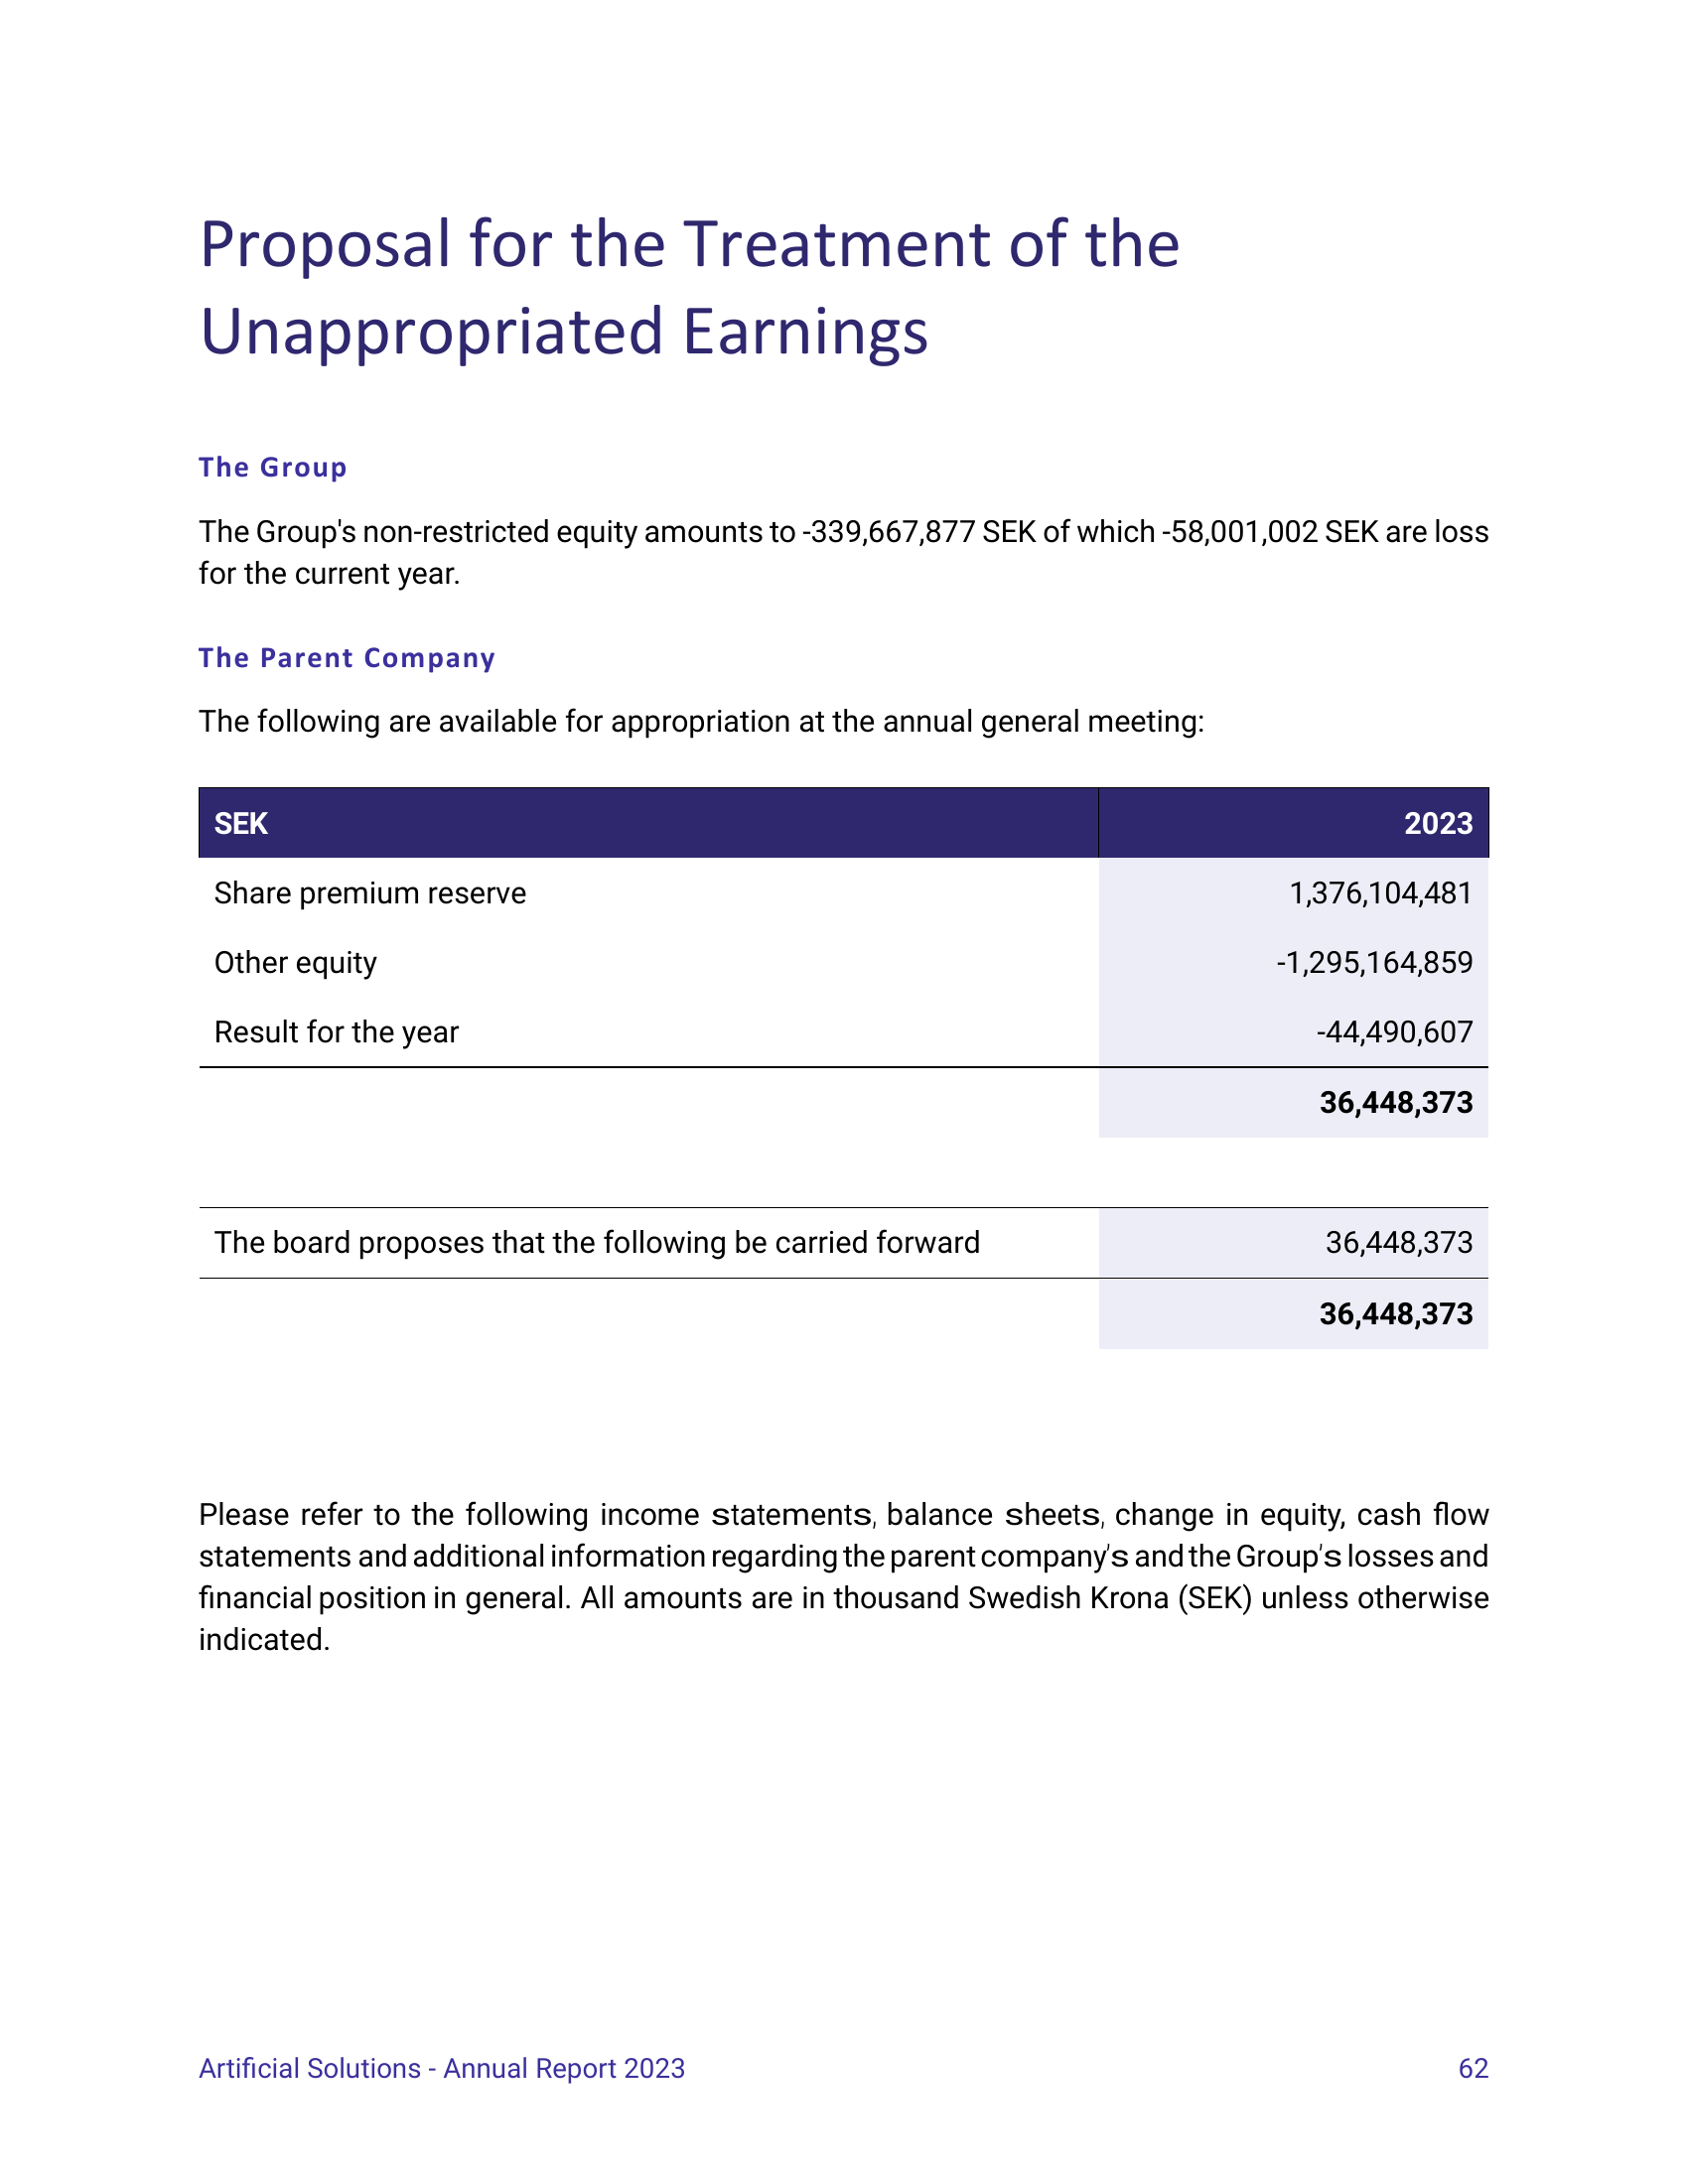 Proposal for the Treatment of the
Unappropriated Earnings
The Group
The Group's non-restricted equity amounts to -339,667,877 SEK of which -58,001,002 SEK are loss
for the current year.
The Parent Company
The following are available for appropriation at the annual general meeting:
SEK 2023
Share premium reserve 1,376,104,481
Other equity -1,295,164,859
Result for the year -44,490,607
36,448,373
The board proposes that the following be carried forward 36,448,373
36,448,373
Please refer to the following income statements, balance sheets, change in equity, cash flow
statements and additional information regarding the parent company's and the Group's losses and
financial position in general. All amounts are in thousand Swedish Krona (SEK) unless otherwise
indicated.
Artificial Solutions - Annual Report 2023 62